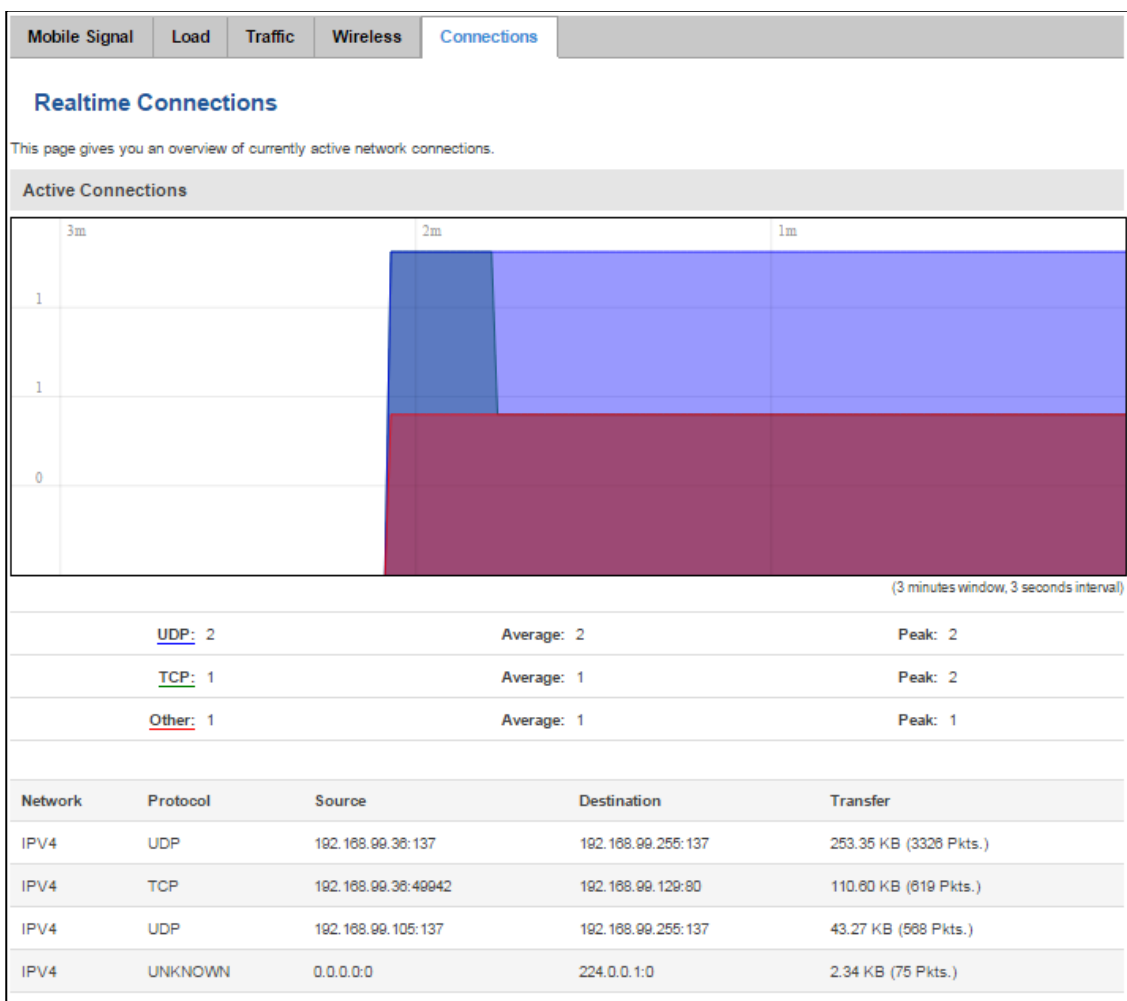 Mobile Signal Load Traffic Wireless Connections
Realtime Connections
This page gives you an overview of currently active network connections.
Active Connections
3m 2m 1m
1
1
0
(3 minutes window, 3 seconds interval)
UDP: 2 Average: 2 Peak: 2
TCP: 1 Average: 1 Peak: 2
Other: 1 Average: 1 Peak: 1
Network Protocol Source Destination Transfer
IPV4 UDP 192.168.99.36:137 192.168.99.255:137 253.35 KB (3326 Pkts.)
IPV4 TCP 192.168.99.36:49942 192.168.99.129:80 110.60 KB (619 Pkts.)
IPV4 UDP 192.168.99.105:137 192.168.99.255:137 43.27 KB (568 Pkts.)
IPV4 UNKNOWN 0.0.0.0:0 224.0.0.1:0 2.34 KB (75 Pkts.)